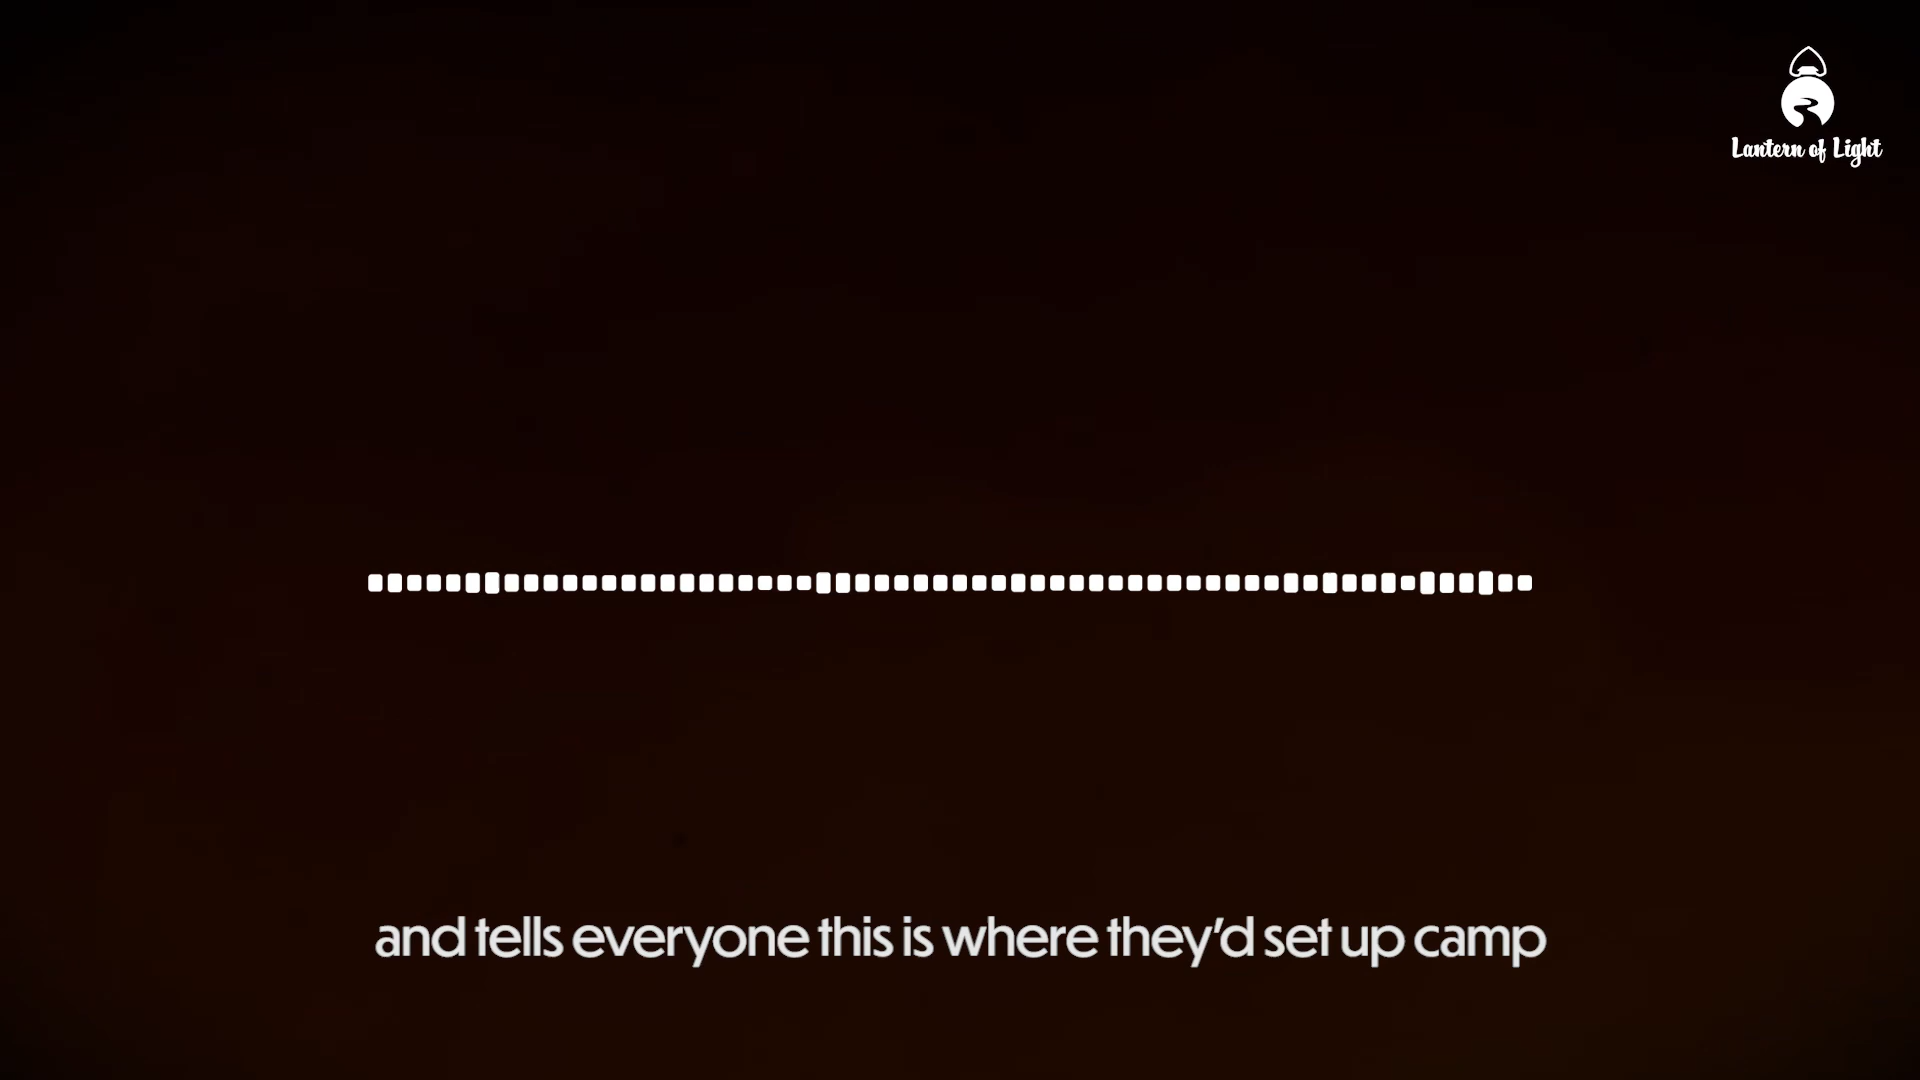 Lantern of Light
and tells everyone this is where they'd set up camp